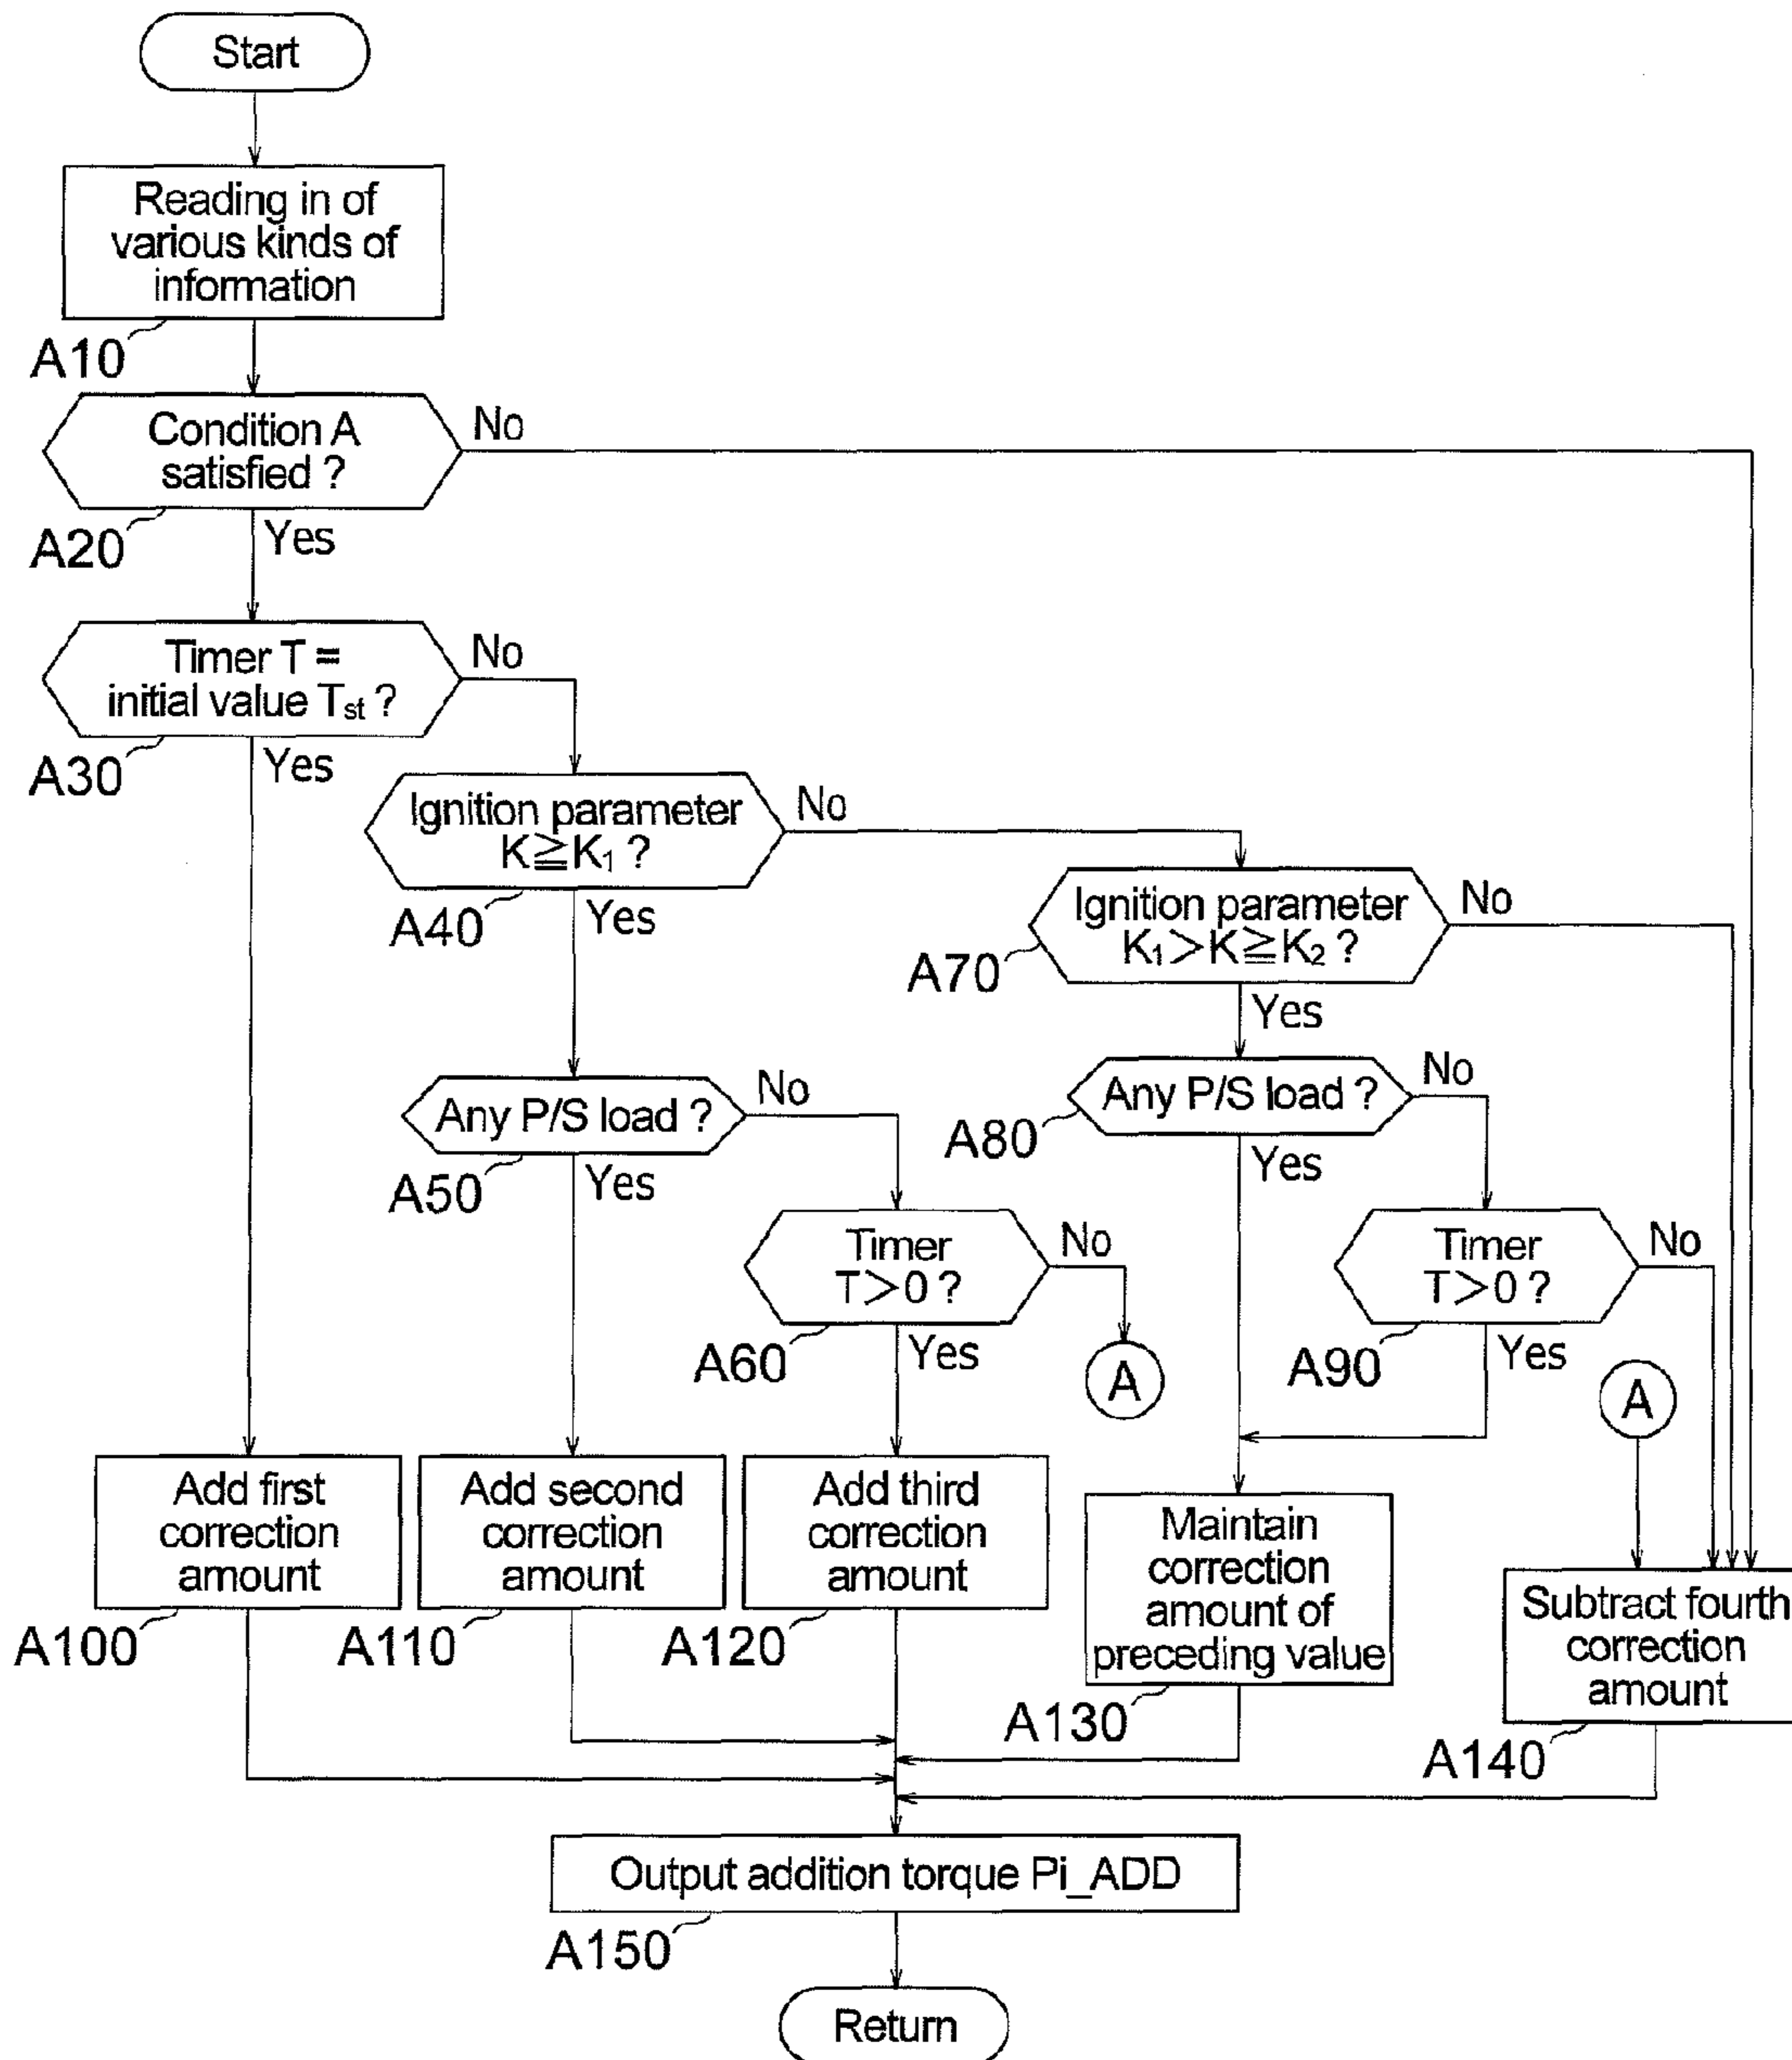 Start
Reading in of
various kinds of
information
A10
Condition A
satisfied ?
No
A20
Yes
Timer T =
initial value Tst ?
No
A30
Yes
Ignition parameter
K≧K1 ?
No
A40
Yes
Ignition parameter
K1>K≧K2 ?
No
A70
Yes
Any P/S load ?
No
A50
Yes
Any P/S load ?
No
A80
Yes
Timer
T>0 ?
No
A60
Yes
A
Timer
T>0 ?
No
A90
Yes
A
Add first
correction
amount
A100
Add second
correction
amount
A110
Add third
correction
amount
A120
Maintain
correction
amount of
preceding value
A130
Subtract fourth
correction
amount
A140
Output addition torque Pi_ADD
A150
Return